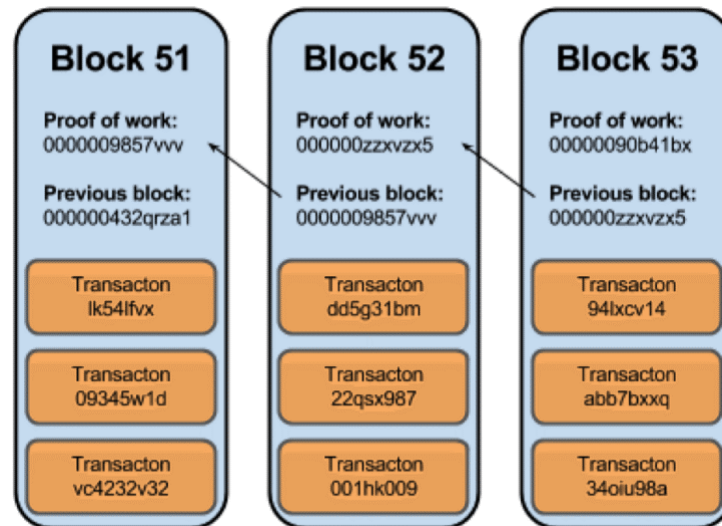 Block 51
Proof of work:
0000009857vvv
Previous block:
000000432qrza1
Transacton
lk54lfvx
Transacton
09345w1d
Transacton
vc4232v32
Block 52
Proof of work:
000000zzxvzx5
Previous block:
0000009857vvv
Transacton
dd5g31bm
Transacton
22qsx987
Transacton
001hk009
Block 53
Proof of work:
00000090b41bx
Previous block:
000000zzxvzx5
Transacton
94lxcv14
Transacton
abb7bxxq
Transacton
34oiu98a